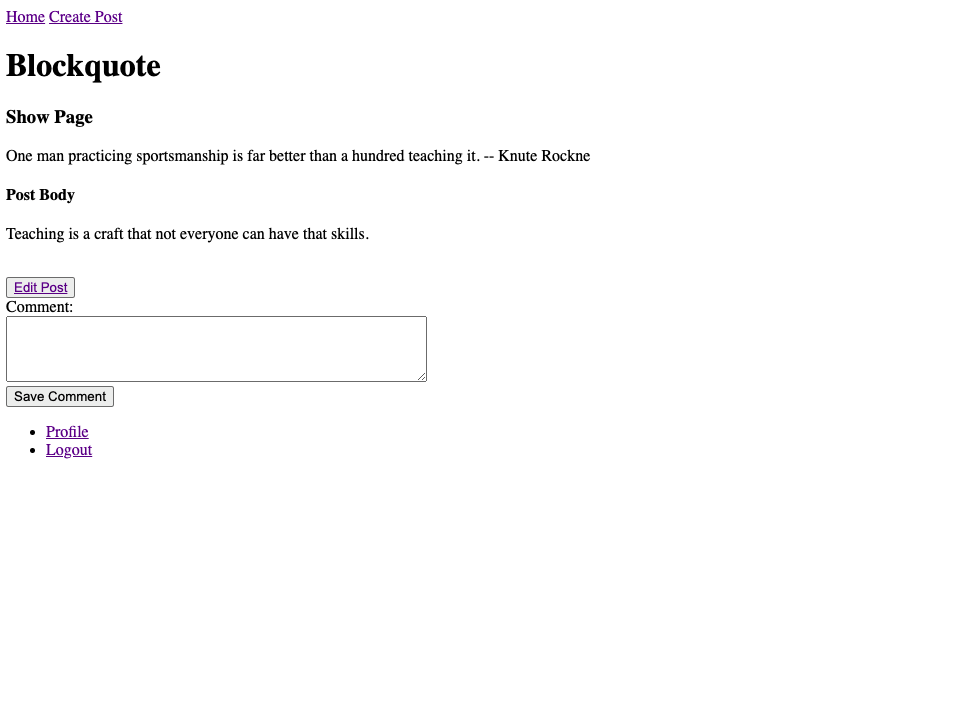 Home Create Post
Blockquote
Show Page
One man practicing sportsmanship is far better than a hundred teaching it. -- Knute Rockne
Post Body
Teaching is a craft that not everyone can have that skills.
Edit Post
Comment:
Save Comment
Profile
Logout